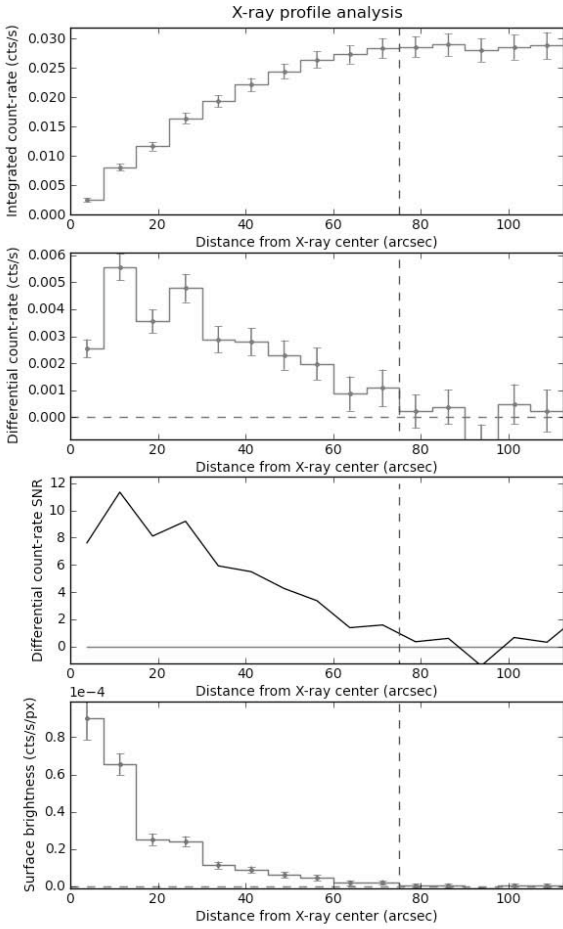 X-ray profile analysis
Integrated count-rate (cts/s)
0.030
0.025
0.020
0.015
0.010
0.005
0.000
0 20 40 60 80 100
Distance from X-ray center (arcsec)
Differential count-rate (cts/s)
0.006
0.005
0.004
0.003
0.002
0.001
0.000
0 20 40 60 80 100
Distance from X-ray center (arcsec)
Differential count-rate SNR
12
10
8
6
4
2
0
0 20 40 60 80 100
Distance from X-ray center (arcsec)
1e−4
Surface brightness (cts/s/px)
0.8
0.6
0.4
0.2
0.0
0 20 40 60 80 100
Distance from X-ray center (arcsec)